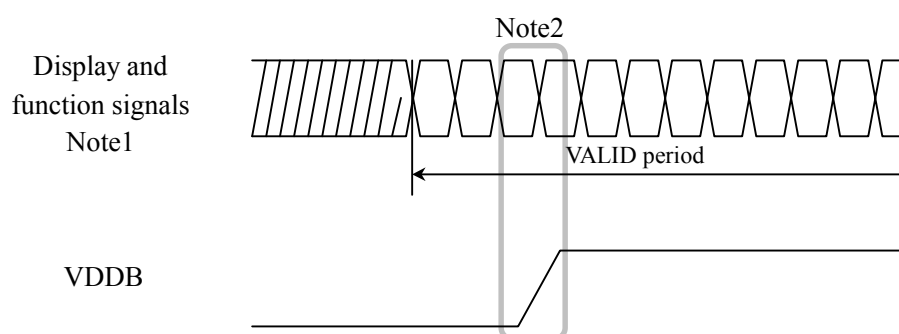 Note2
Display and
function signals
Note1
VALID period
VDDB